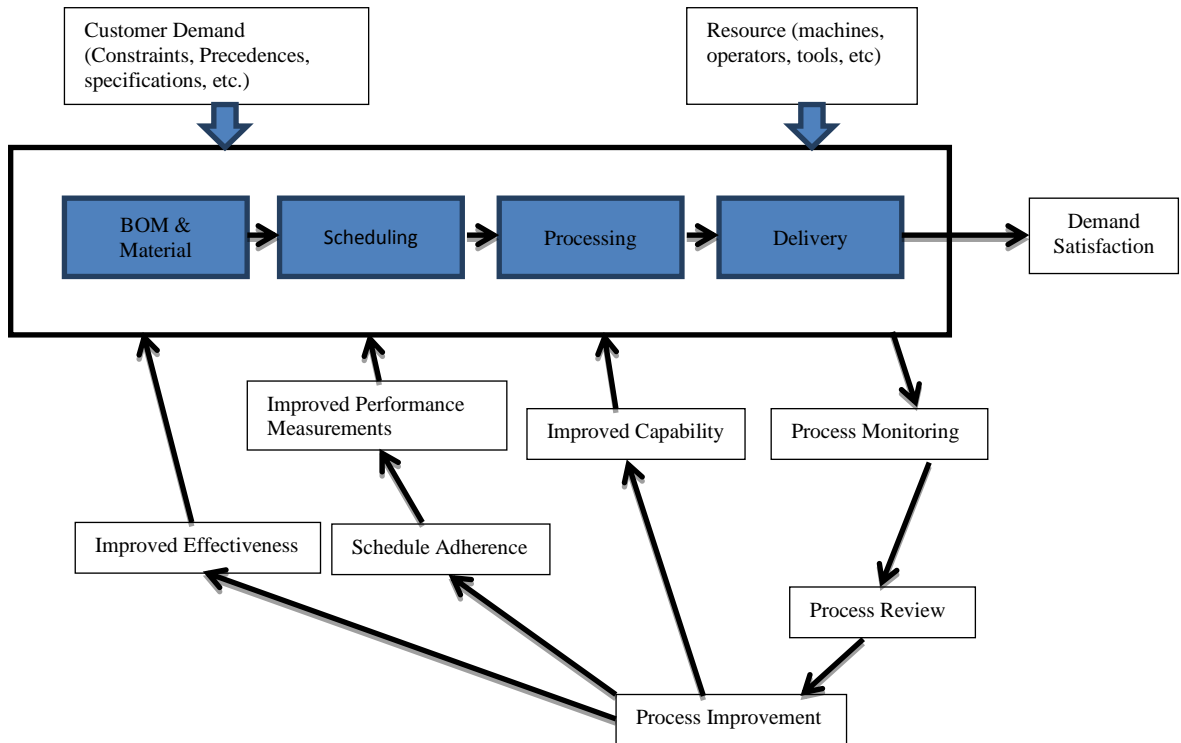 Customer Demand
(Constraints, Precedences,
specifications, etc.)
Resource (machines,
operators, tools, etc)
BOM &
Material
Scheduling
Processing
Delivery
Demand
Satisfaction
Improved Performance
Measurements
Improved Capability
Process Monitoring
Improved Effectiveness
Schedule Adherence
Process Review
Process Improvement